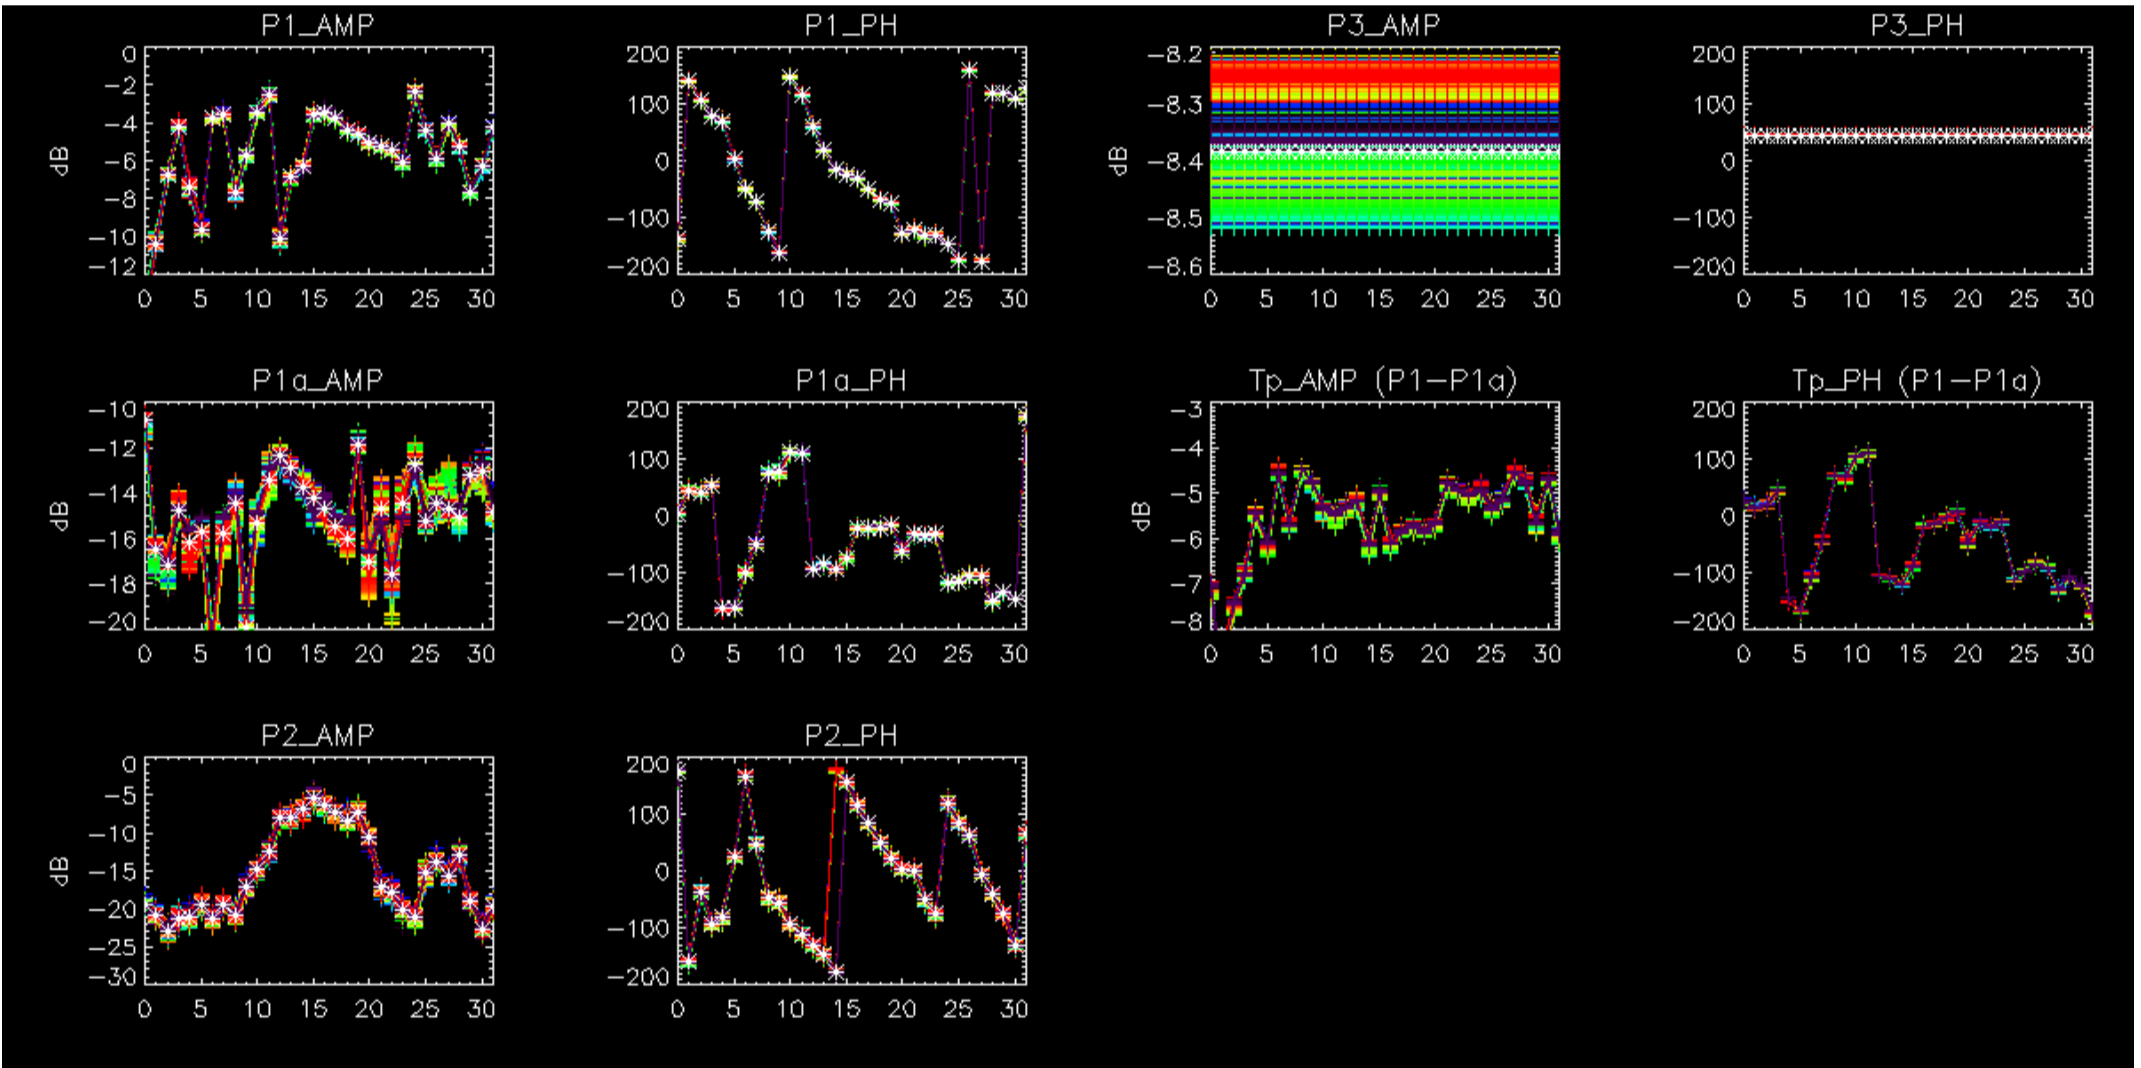 P1_AMP
P1_PH
P3_AMP
P3_PH
0
−2
−4
−6
−8
−10
−12
dB
0 5 10 15 20 25 30
200
100
0
−100
−200
0 5 10 15 20 25 30
−8.2
−8.3
−8.4
−8.5
−8.6
dB
0 5 10 15 20 25 30
200
100
0
−100
−200
0 5 10 15 20 25 30
P1a_AMP
P1a_PH
Tp_AMP (P1−P1a)
Tp_PH (P1−P1a)
−10
−12
−14
−16
−18
−20
dB
0 5 10 15 20 25 30
200
100
0
−100
−200
0 5 10 15 20 25 30
−3
−4
−5
−6
−7
−8
dB
0 5 10 15 20 25 30
200
100
0
−100
−200
0 5 10 15 20 25 30
P2_AMP
P2_PH
0
−5
−10
−15
−20
−25
−30
dB
0 5 10 15 20 25 30
200
100
0
−100
−200
0 5 10 15 20 25 30